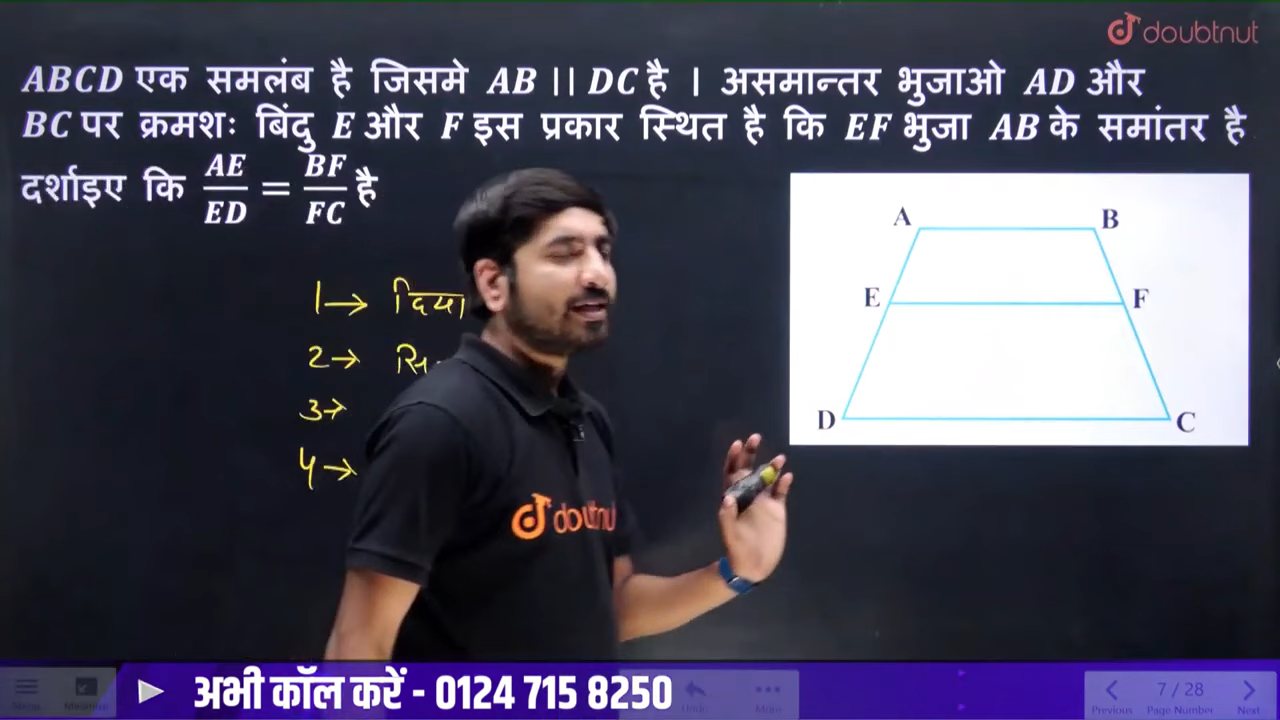 doubtnut
ABCD एक समलंब है जिसमे AB || DC है । असमान्तर भुजाओ AD और
BC पर क्रमशः बिंदु E और F इस प्रकार स्थित है कि EF भुजा AB के समांतर है
दर्शाइए कि AE/ED = BF/FC है
A B
E F
D C
1→ दिया
2→ सि
3→
4→
doubtnut
अभी कॉल करें - 0124 715 8250
Undo
More
Previous
7 / 28
Page Number
Next